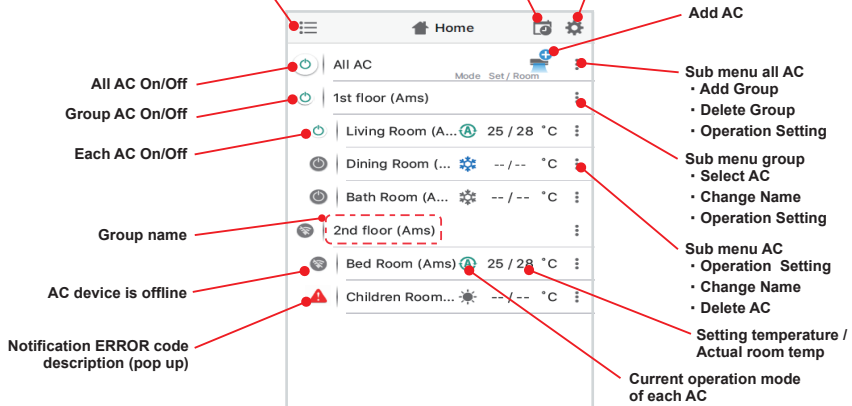 Home
Add AC
All AC
Mode Set / Room
All AC On/Off
Sub menu all AC
・Add Group
・Delete Group
・Operation Setting
1st floor (Ams)
Group AC On/Off
Living Room (A... A 25 / 28 °C
Each AC On/Off
Dining Room (... -- / -- °C
Sub menu group
・Select AC
・Change Name
・Operation Setting
Bath Room (A... -- / -- °C
Group name
2nd floor (Ams)
Sub menu AC
・Operation Setting
・Change Name
・Delete AC
Bed Room (Ams) A 25 / 28 °C
AC device is offline
Children Room... -- / -- °C
Setting temperature /
Actual room temp
Notification ERROR code
description (pop up)
Current operation mode
of each AC